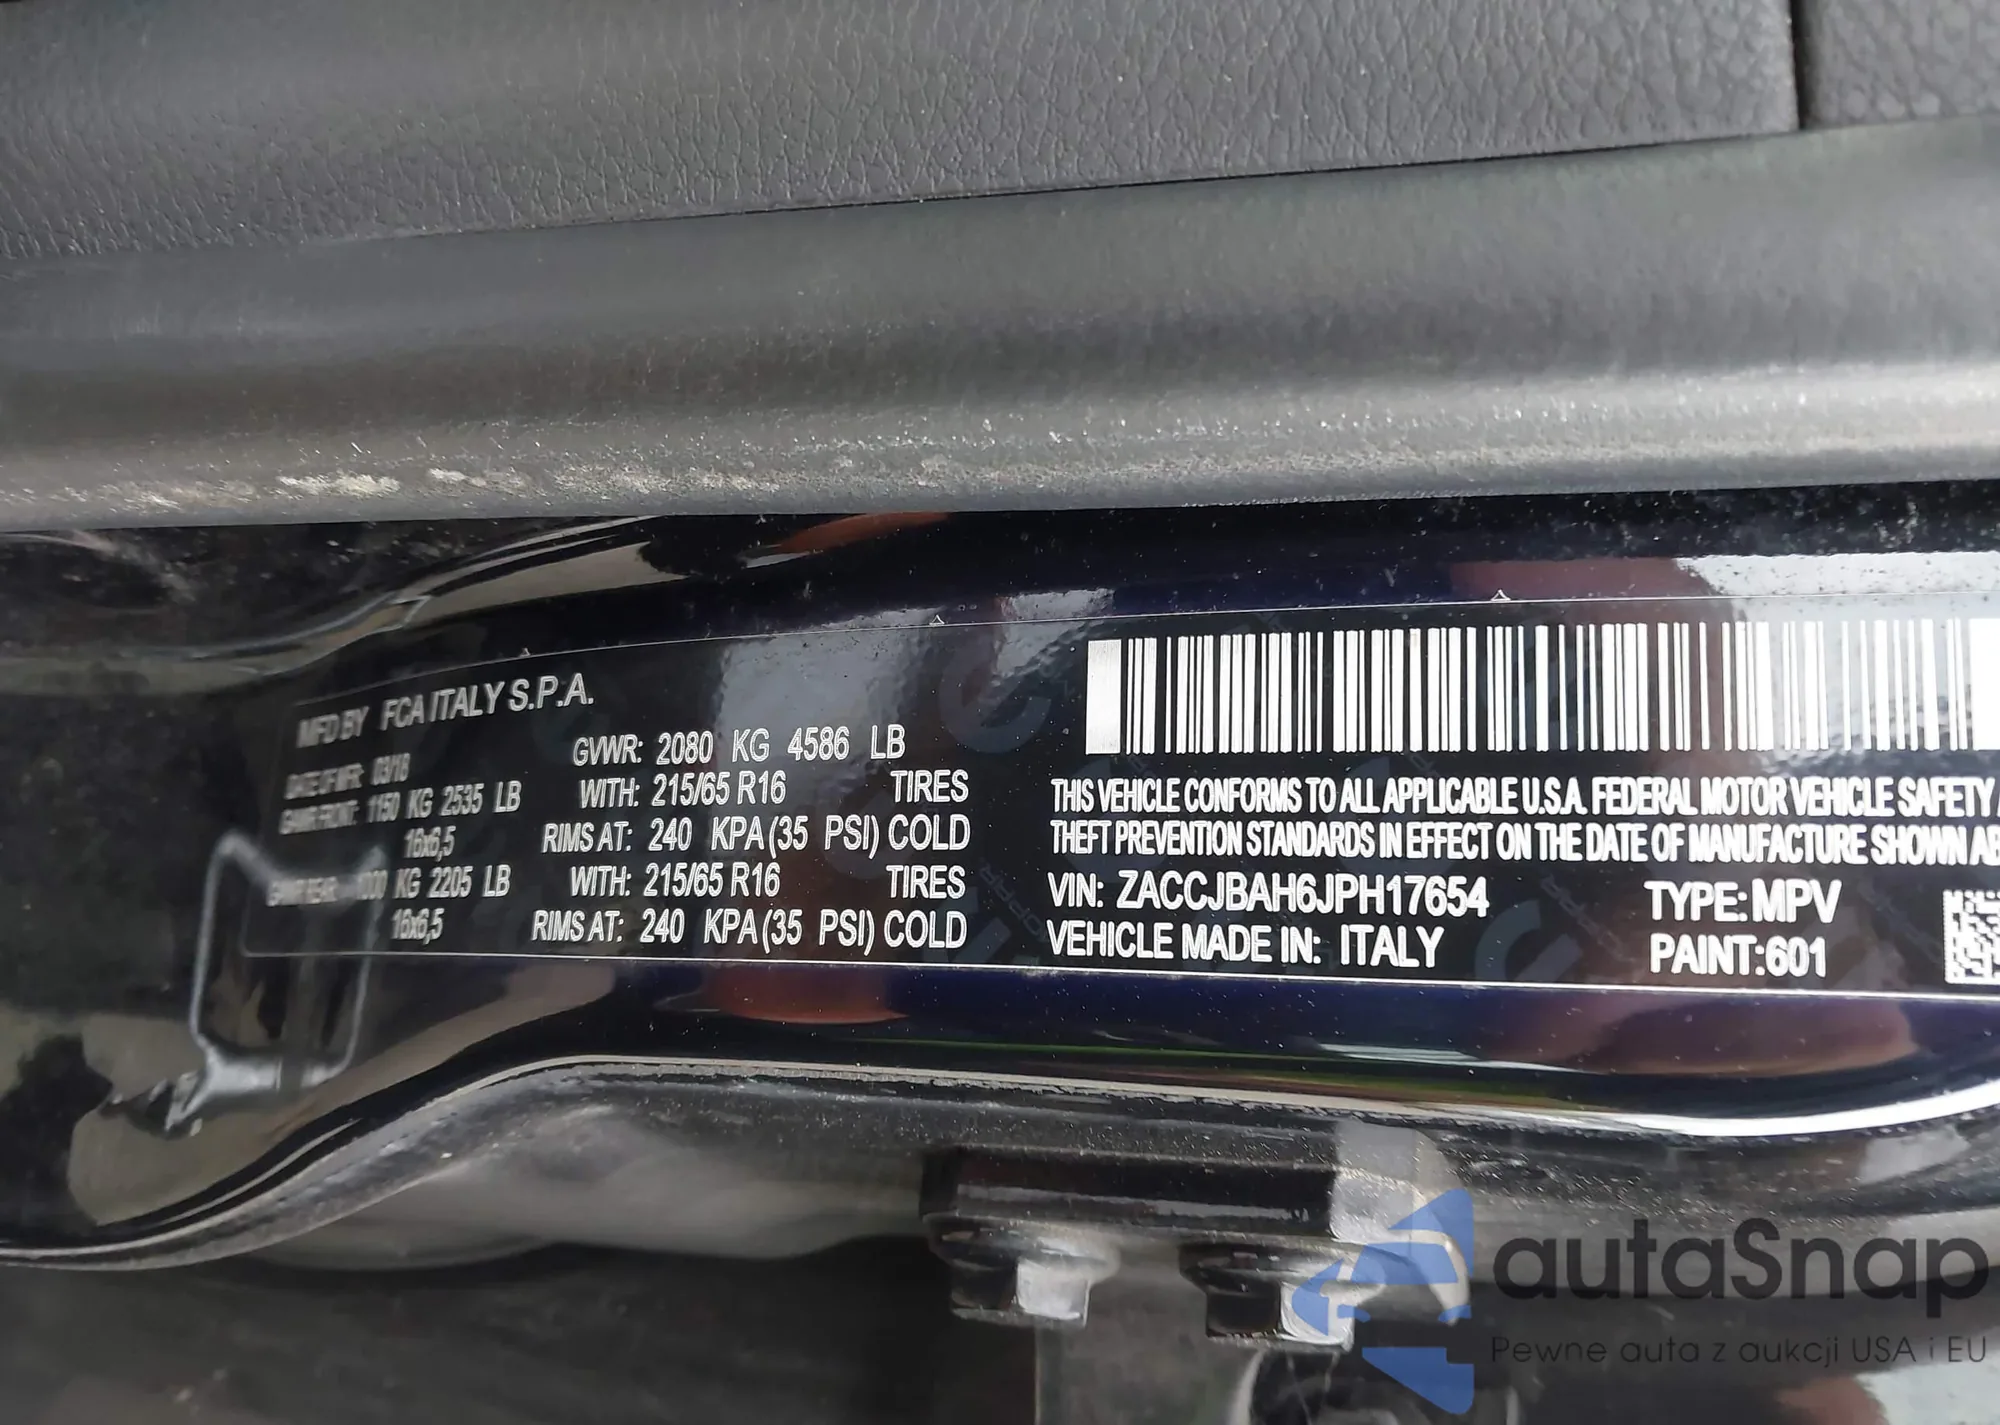 MFD BY FCA ITALY S.P.A.
DATE OF MFR: 03/18
GVWR: 2080 KG 4586 LB
GAWR FRONT: 1150 KG 2535 LB WITH: 215/65 R16 TIRES
16x6,5 RIMS AT: 240 KPA (35 PSI) COLD
GAWR REAR: 1000 KG 2205 LB WITH: 215/65 R16 TIRES
16x6,5 RIMS AT: 240 KPA (35 PSI) COLD
THIS VEHICLE CONFORMS TO ALL APPLICABLE U.S.A. FEDERAL MOTOR VEHICLE SAFETY
THEFT PREVENTION STANDARDS IN EFFECT ON THE DATE OF MANUFACTURE SHOWN AB
VIN: ZACCJBAH6JPH17654 TYPE: MPV
VEHICLE MADE IN: ITALY PAINT:601
autaSnap
Pewne auta z aukcji USA i EU